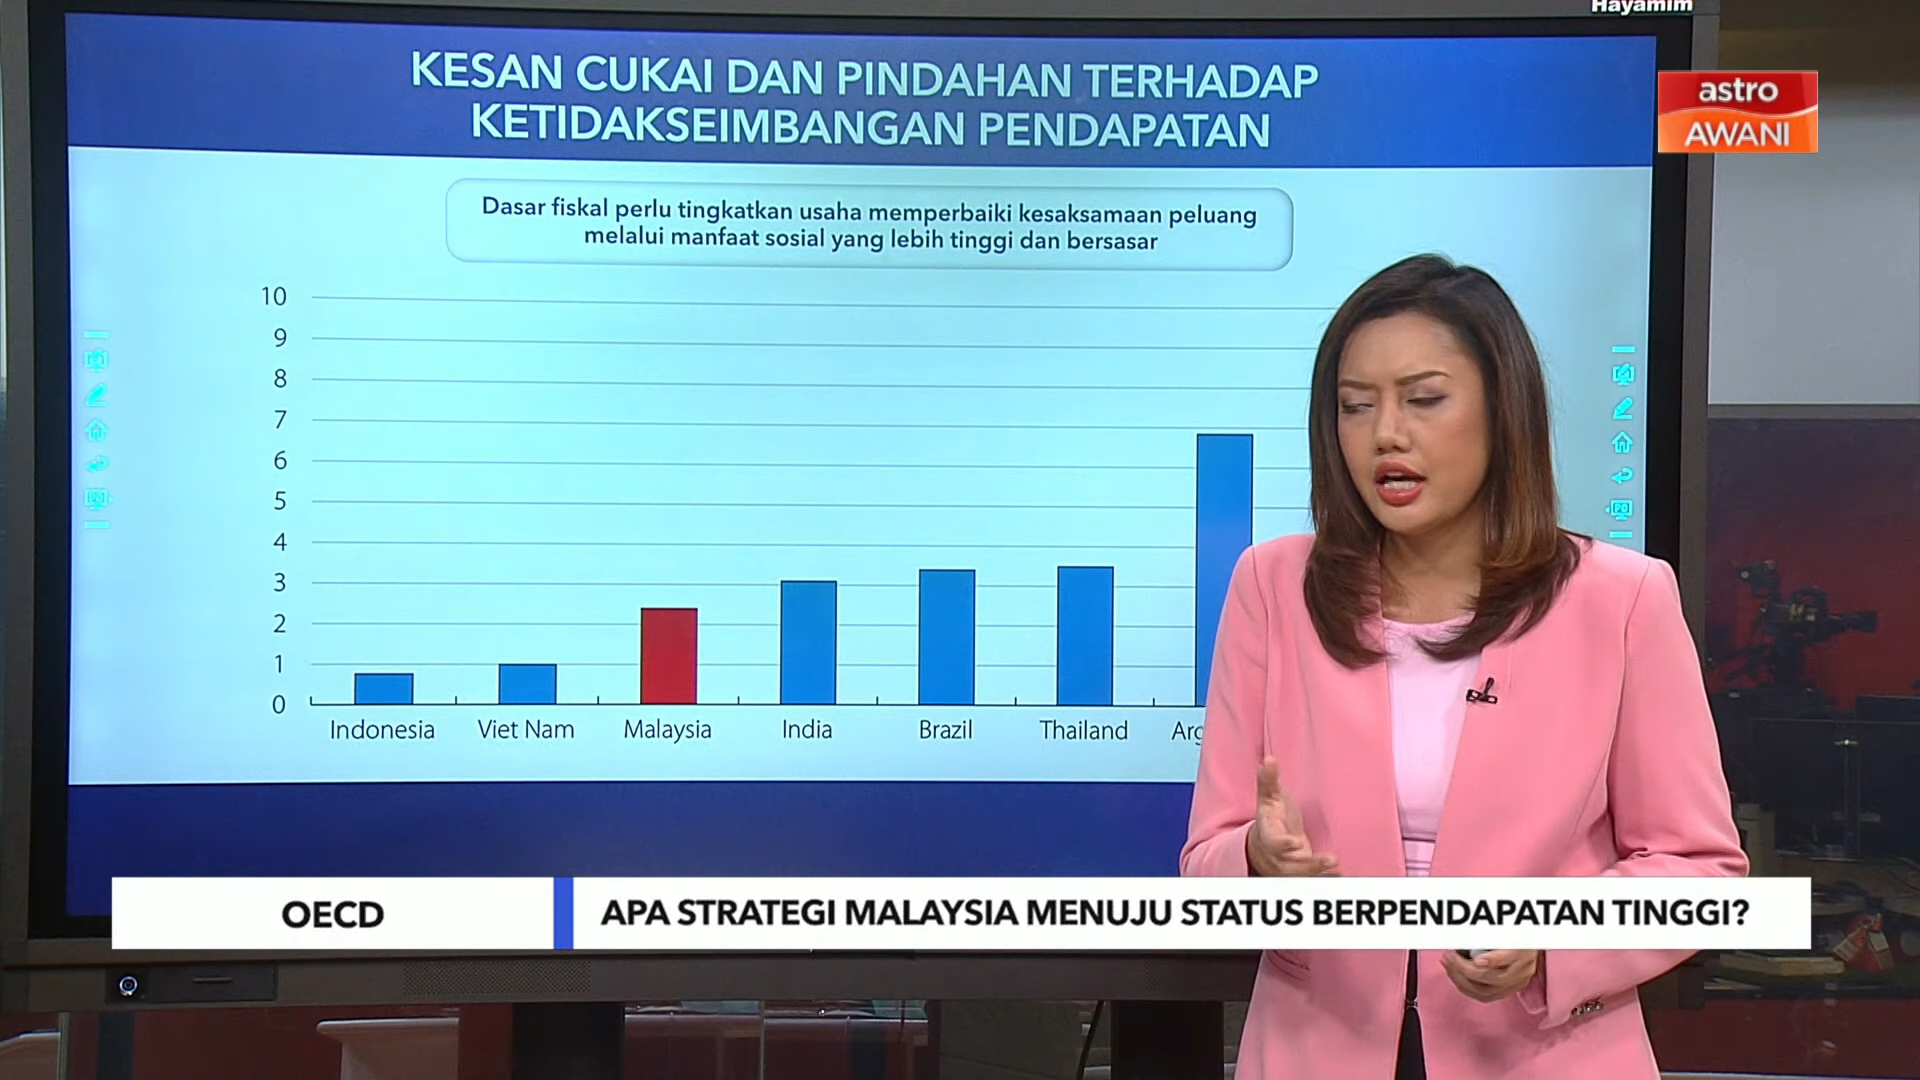 Hayamim
astro
AWANI
KESAN CUKAI DAN PINDAHAN TERHADAP
KETIDAKSEIMBANGAN PENDAPATAN
Dasar fiskal perlu tingkatkan usaha memperbaiki kesaksamaan peluang
melalui manfaat sosial yang lebih tinggi dan bersasar
10
9
8
7
6
5
4
3
2
1
0
Indonesia Viet Nam Malaysia India Brazil Thailand Arg
OECD
APA STRATEGI MALAYSIA MENUJU STATUS BERPENDAPATAN TINGGI?